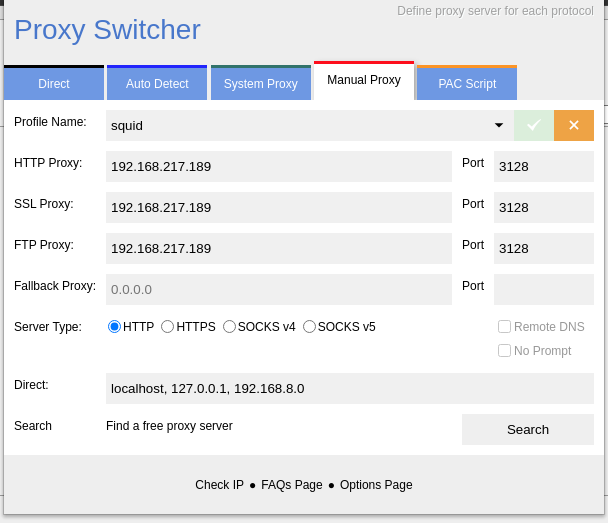 Define proxy server for each protocol
Proxy Switcher
Direct Auto Detect System Proxy Manual Proxy PAC Script
Profile Name: squid
HTTP Proxy: 192.168.217.189 Port 3128
SSL Proxy: 192.168.217.189 Port 3128
FTP Proxy: 192.168.217.189 Port 3128
Fallback Proxy: 0.0.0.0 Port
Server Type: HTTP HTTPS SOCKS v4 SOCKS v5 Remote DNS
No Prompt
Direct: localhost, 127.0.0.1, 192.168.8.0
Search Find a free proxy server Search
Check IP ● FAQs Page ● Options Page